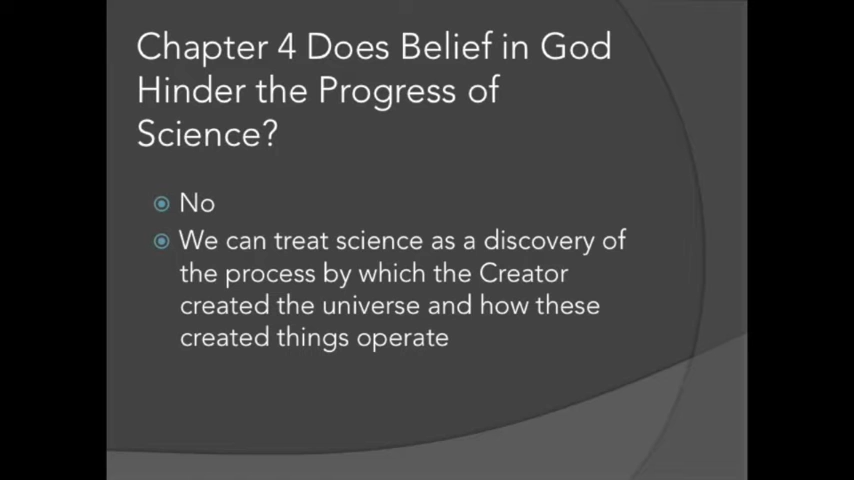 Chapter 4 Does Belief in God
Hinder the Progress of
Science?
No
We can treat science as a discovery of
the process by which the Creator
created the universe and how these
created things operate